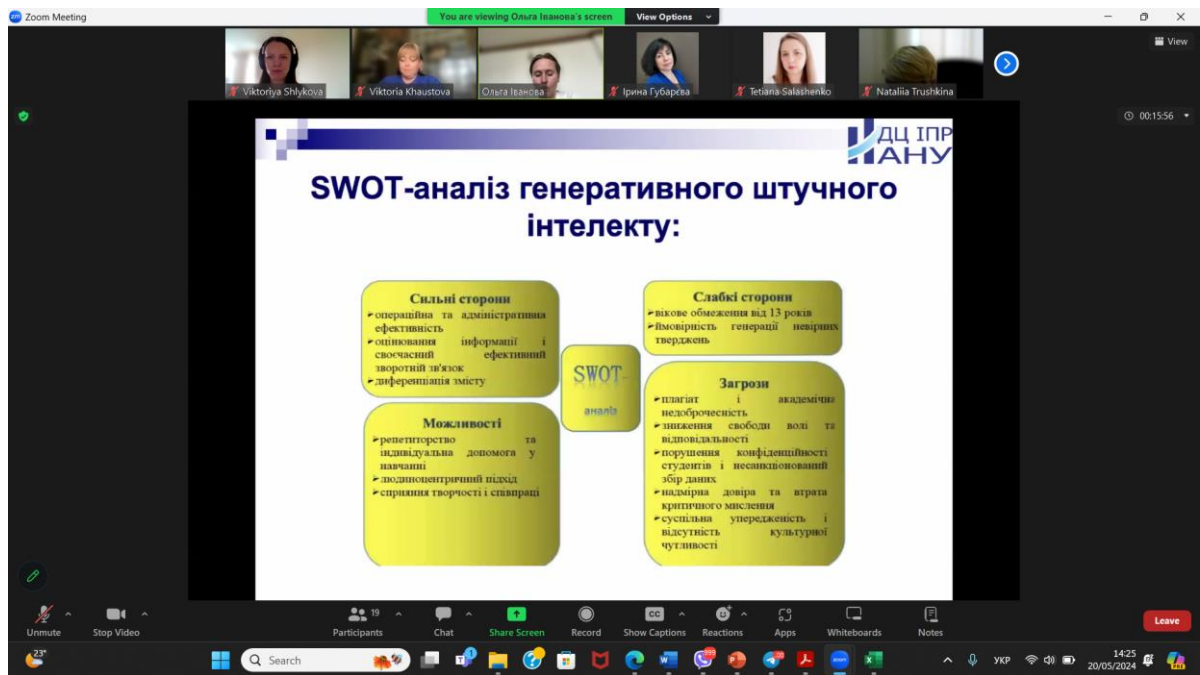 Zoom Meeting
You are viewing Ольга Іванова's screen
View Options
View
Viktoriya Shlykova
Viktoria Khaustova
Ольга Іванова
Ірина Губарєва
Tetiana Salashenko
Nataliia Trushkina
00:15:56
ДЦ ІПР
АНУ
SWOT-аналіз генеративного штучного
інтелекту:
Сильні сторони
операційна та адміністративна
ефективність
оцінювання інформації і
своєчасний ефективний
зворотній зв'язок
диференціація змісту
Слабкі сторони
вікове обмеження від 13 років
ймовірність генерації невірних
тверджень
SWOT-
аналіз
Можливості
репетиторство та
індивідуальна допомога у
навчанні
людиноцентричний підхід
сприяння творчості і співпраці
Загрози
плагіат і академічна
недоброчесність
зниження свободи волі та
відповідальності
порушення конфіденційності
студентів і несанкціонований
збір даних
надмірна довіра та втрата
критичного мислення
суспільна упередженість і
відсутність культурної
чутливості
Unmute
Stop Video
19
Participants
Chat
Share Screen
Record
CC
Show Captions
Reactions
Apps
Whiteboards
Notes
Leave
23°
Search
УКР
14:25
20/05/2024